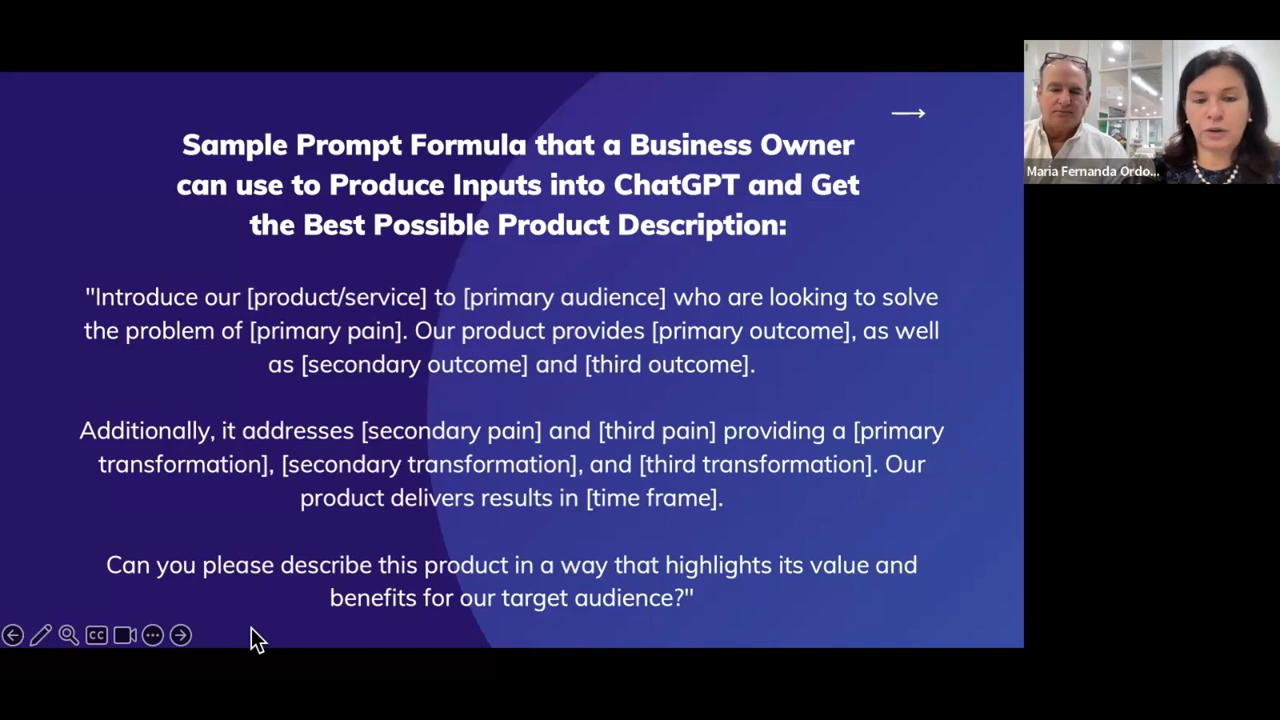 Sample Prompt Formula that a Business Owner
can use to Produce Inputs into ChatGPT and Get
the Best Possible Product Description:
"Introduce our [product/service] to [primary audience] who are looking to solve
the problem of [primary pain]. Our product provides [primary outcome], as well
as [secondary outcome] and [third outcome].
Additionally, it addresses [secondary pain] and [third pain] providing a [primary
transformation], [secondary transformation], and [third transformation]. Our
product delivers results in [time frame].
Can you please describe this product in a way that highlights its value and
benefits for our target audience?"
Maria Fernanda Ordo...
CC